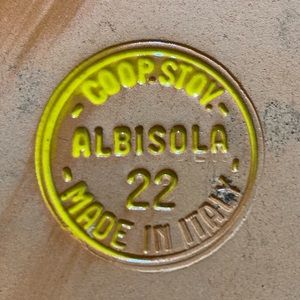 - COOP. STOV. -
ALBISOLA
22
- MADE IN ITALY -